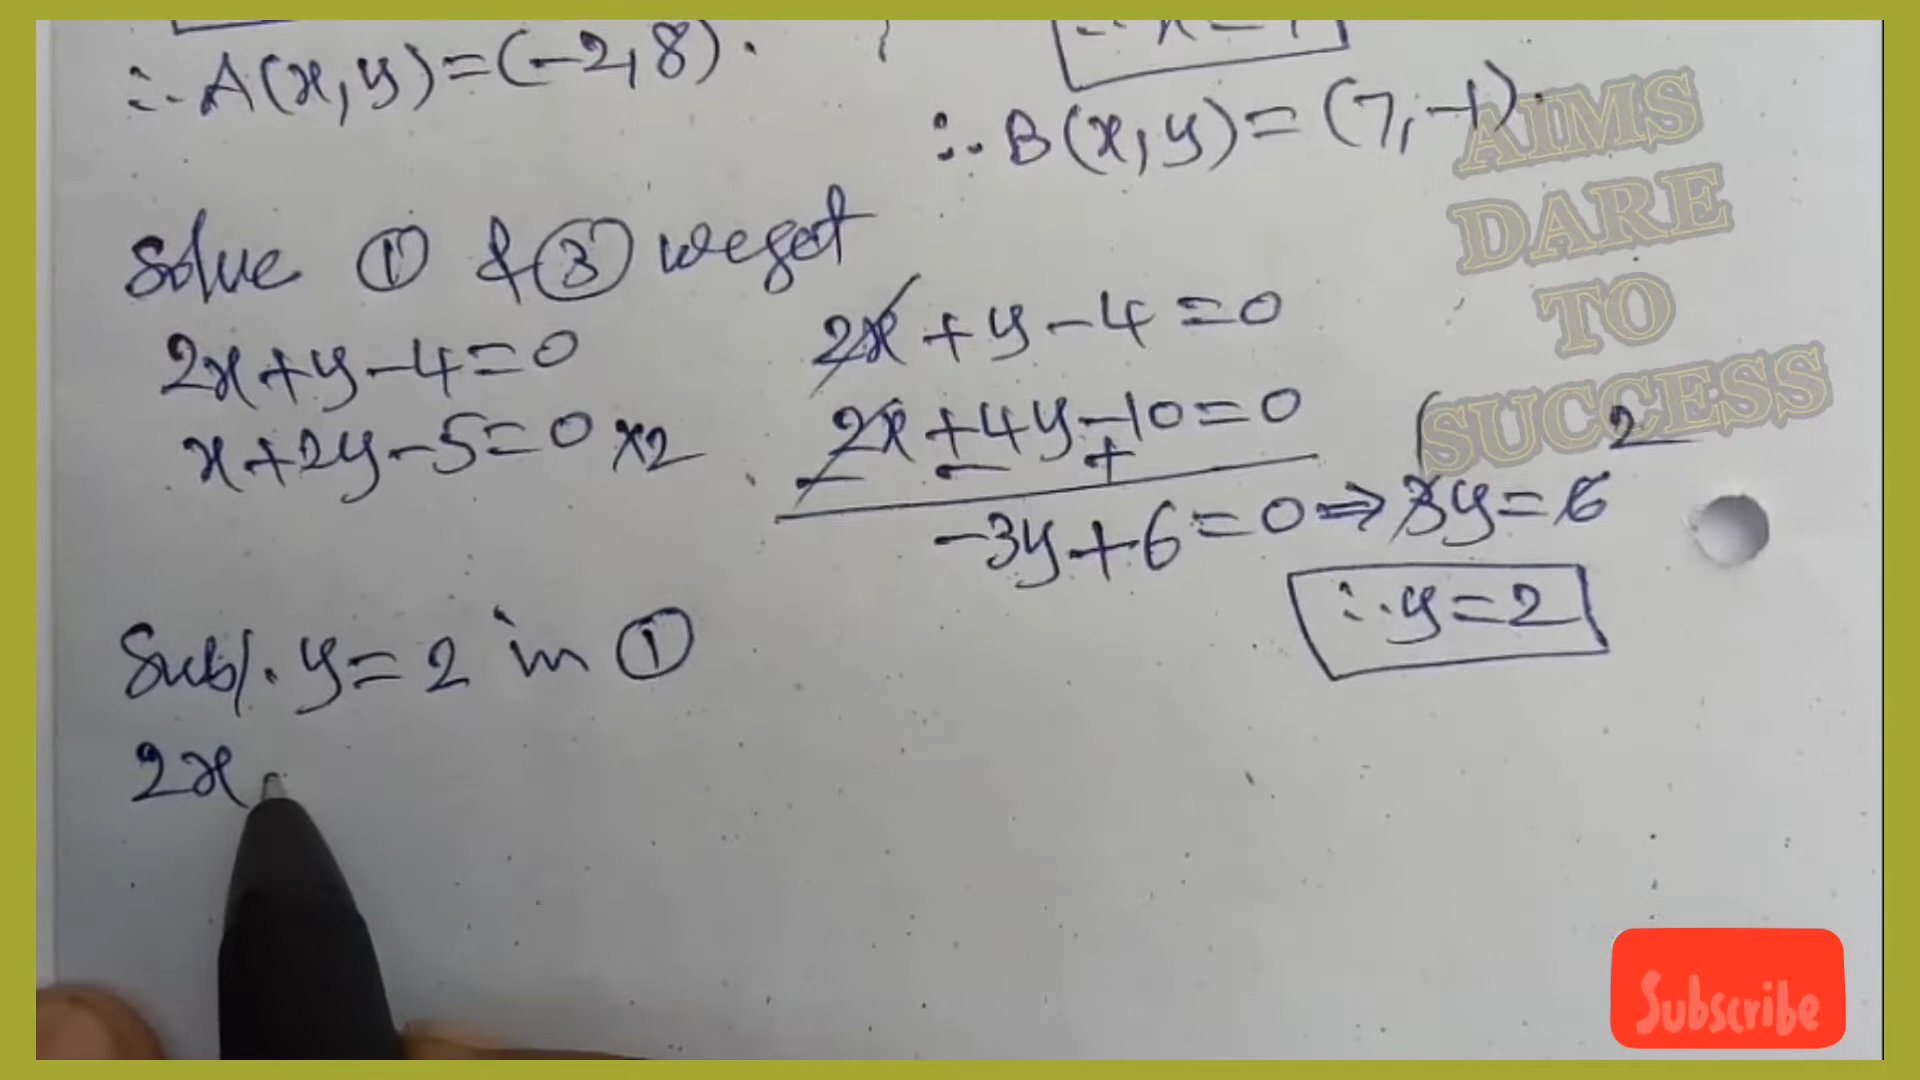 ∴ A(x,y)=(-2,8).
∴ x=7
∴ B(x,y)=(7,-1).
Solve ① & ③ we get
2x+y-4=0
x+2y-5=0 ×2
2x+y-4=0
2x+4y-10=0
- - +
-3y+6=0 ⇒ 3y=6
2
∴ y=2
Sub. y=2 in ①
2x
AIMS
DARE
TO
SUCCESS
Subscribe